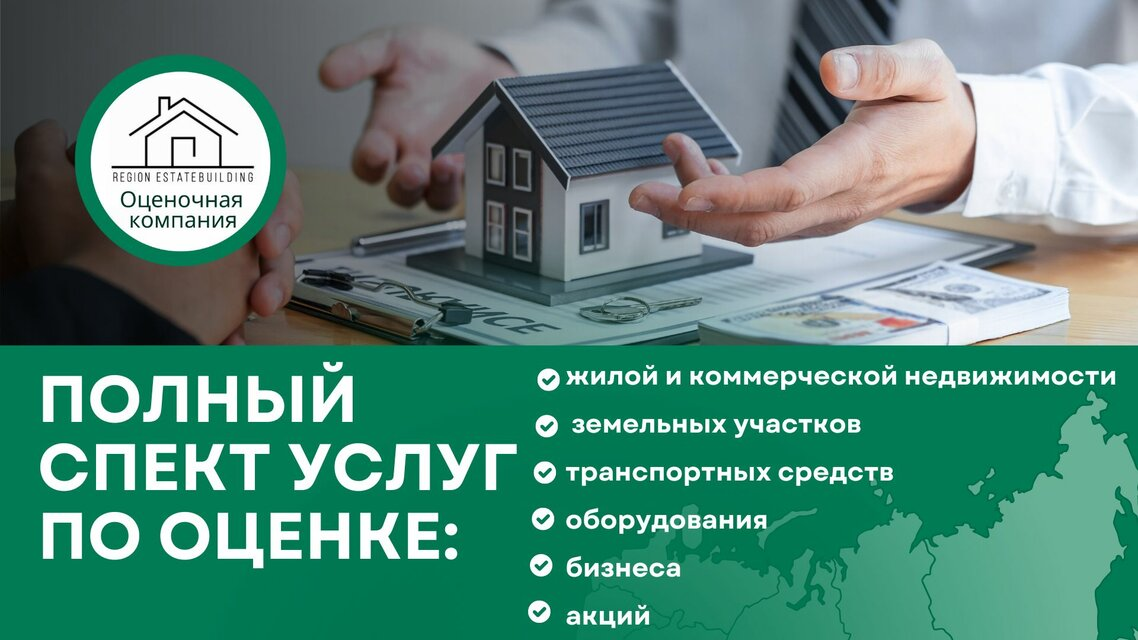 REGION ESTATEBUILDING
Оценочная
компания
ПОЛНЫЙ
СПЕКТ УСЛУГ
ПО ОЦЕНКЕ:
жилой и коммерческой недвижимости
земельных участков
транспортных средств
оборудования
бизнеса
акций